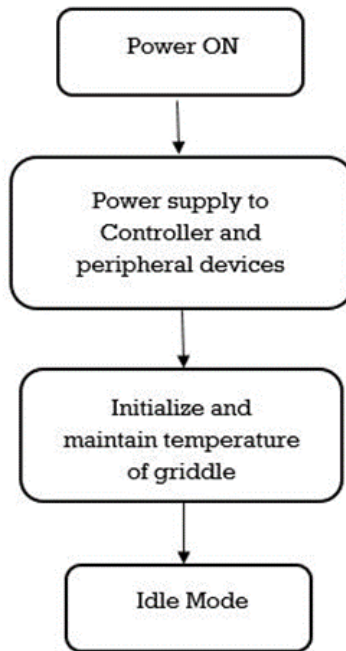 Power ON
Power supply to
Controller and
peripheral devices
Initialize and
maintain temperature
of griddle
Idle Mode